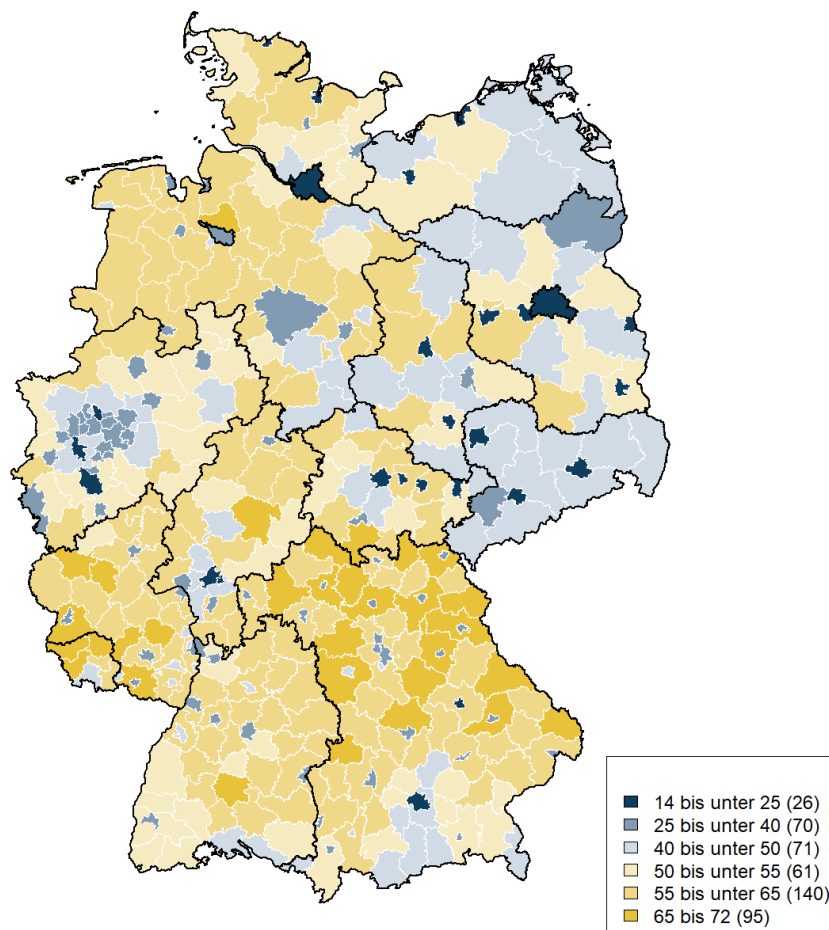 14 bis unter 25 (26)
25 bis unter 40 (70)
40 bis unter 50 (71)
50 bis unter 55 (61)
55 bis unter 65 (140)
65 bis 72 (95)